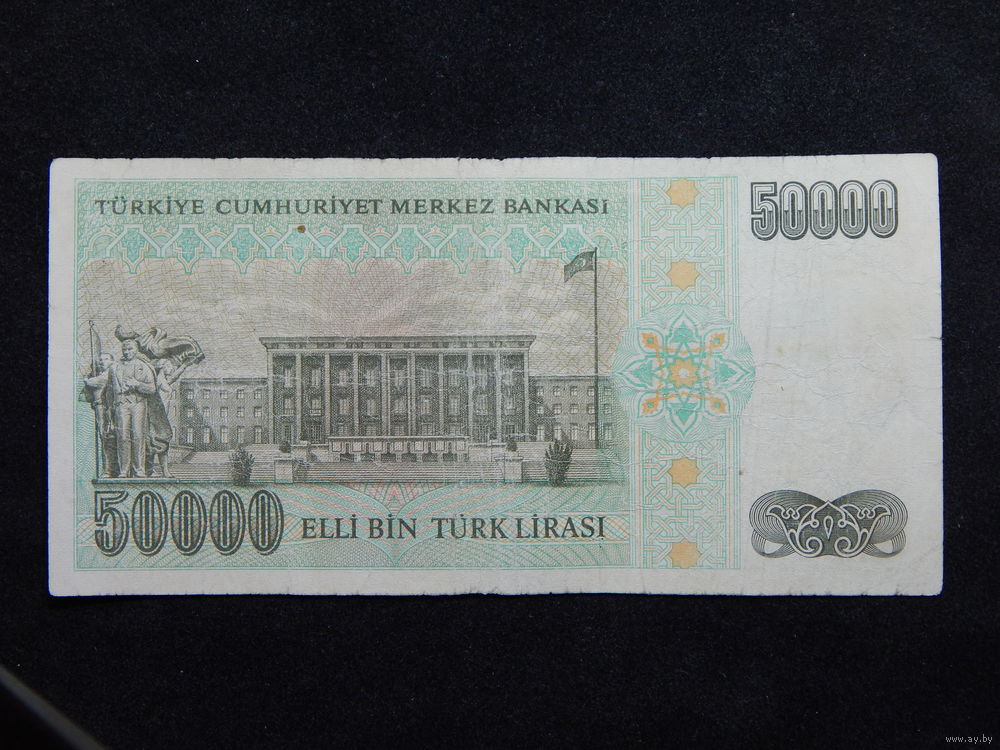 TÜRKİYE CUMHURİYET MERKEZ BANKASI
50000
50000 ELLİ BİN TÜRK LİRASI
www.ay.by